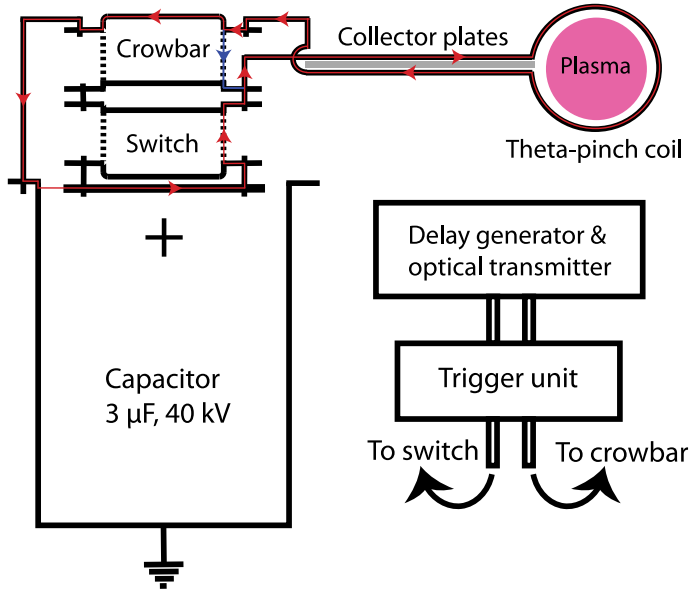 Crowbar
Collector plates
Plasma
Switch
Theta-pinch coil
+
Delay generator &
optical transmitter
Capacitor
3 µF, 40 kV
Trigger unit
To switch
To crowbar